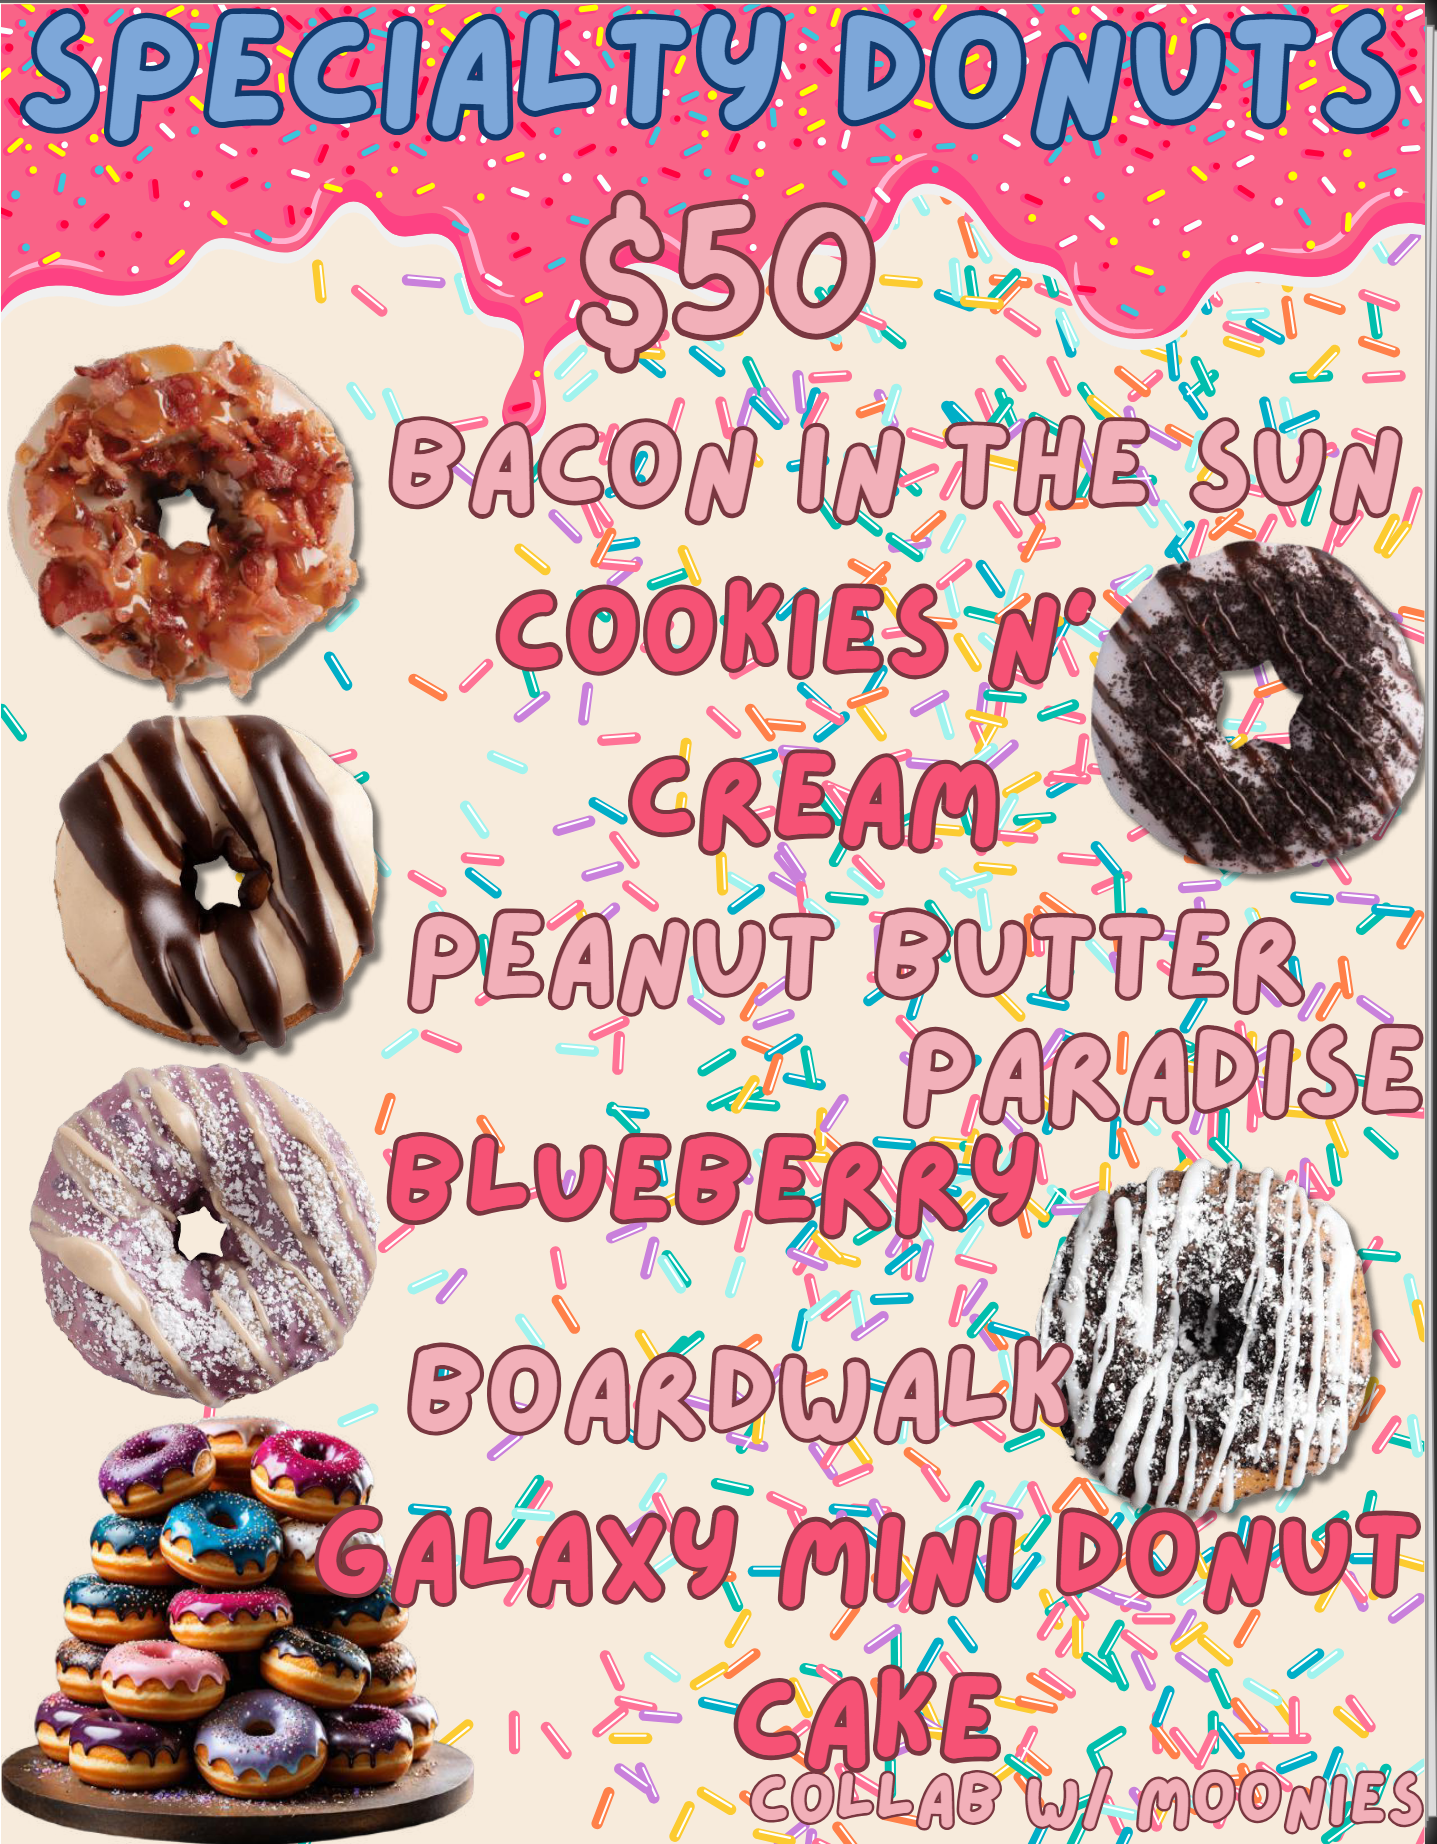 SPECIALTY DONUTS
$50
BACON IN THE SUN
COOKIES N'
CREAM
PEANUT BUTTER
PARADISE
BLUEBERRY
BOARDWALK
GALAXY MINI DONUT
CAKE
COLLAB W/ MOONIES